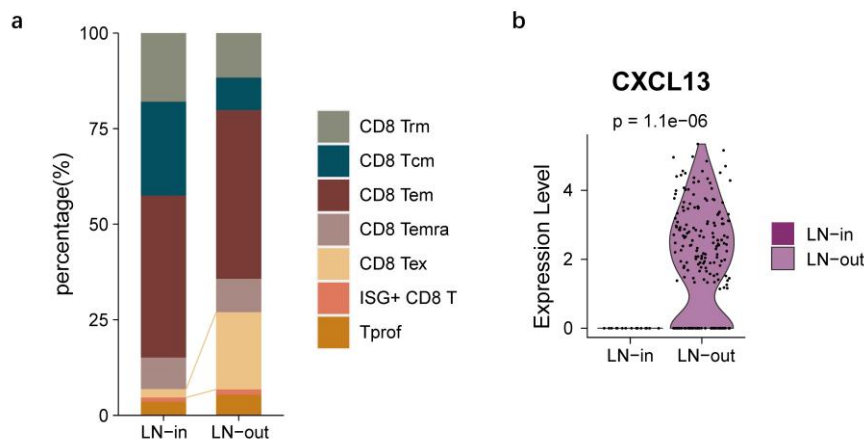 a
percentage(%)
100
75
50
25
0
LN-in
LN-out
CD8 Trm
CD8 Tcm
CD8 Tem
CD8 Temra
CD8 Tex
ISG+ CD8 T
Tprof
b
CXCL13
p = 1.1e-06
Expression Level
4
2
0
LN-in
LN-out
LN-in
LN-out